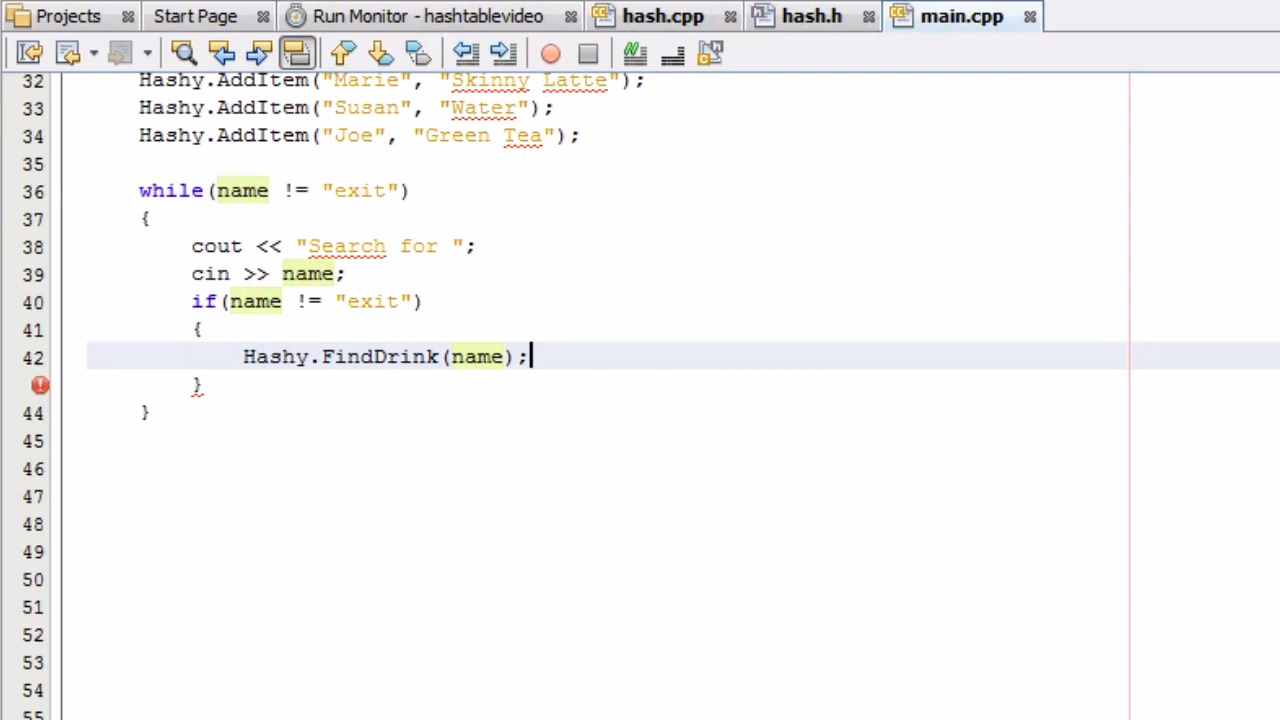 Projects Start Page Run Monitor - hashtablevideo hash.cpp hash.h main.cpp
32 Hashy.AddItem("Marie", "Skinny Latte");
33 Hashy.AddItem("Susan", "Water");
34 Hashy.AddItem("Joe", "Green Tea");
35
36 while(name != "exit")
37 {
38 cout << "Search for ";
39 cin >> name;
40 if(name != "exit")
41 {
42 Hashy.FindDrink(name);
}
44 }
45
46
47
48
49
50
51
52
53
54
55